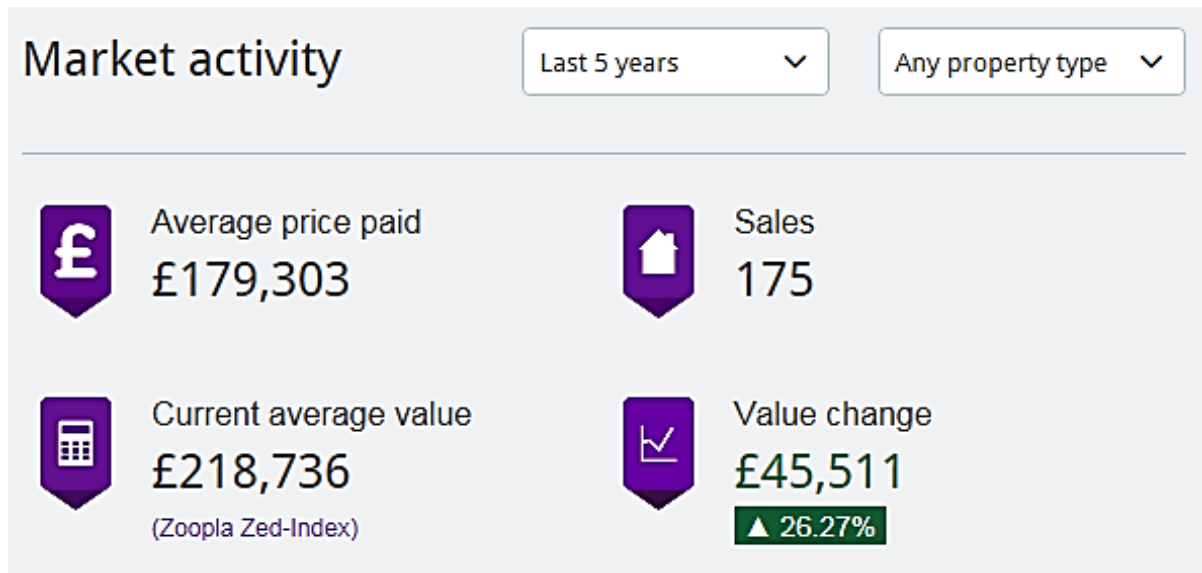 Market activity
Last 5 years
Any property type
£
Average price paid
£179,303
Sales
175
Current average value
£218,736
(Zoopla Zed-Index)
Value change
£45,511
▲ 26.27%